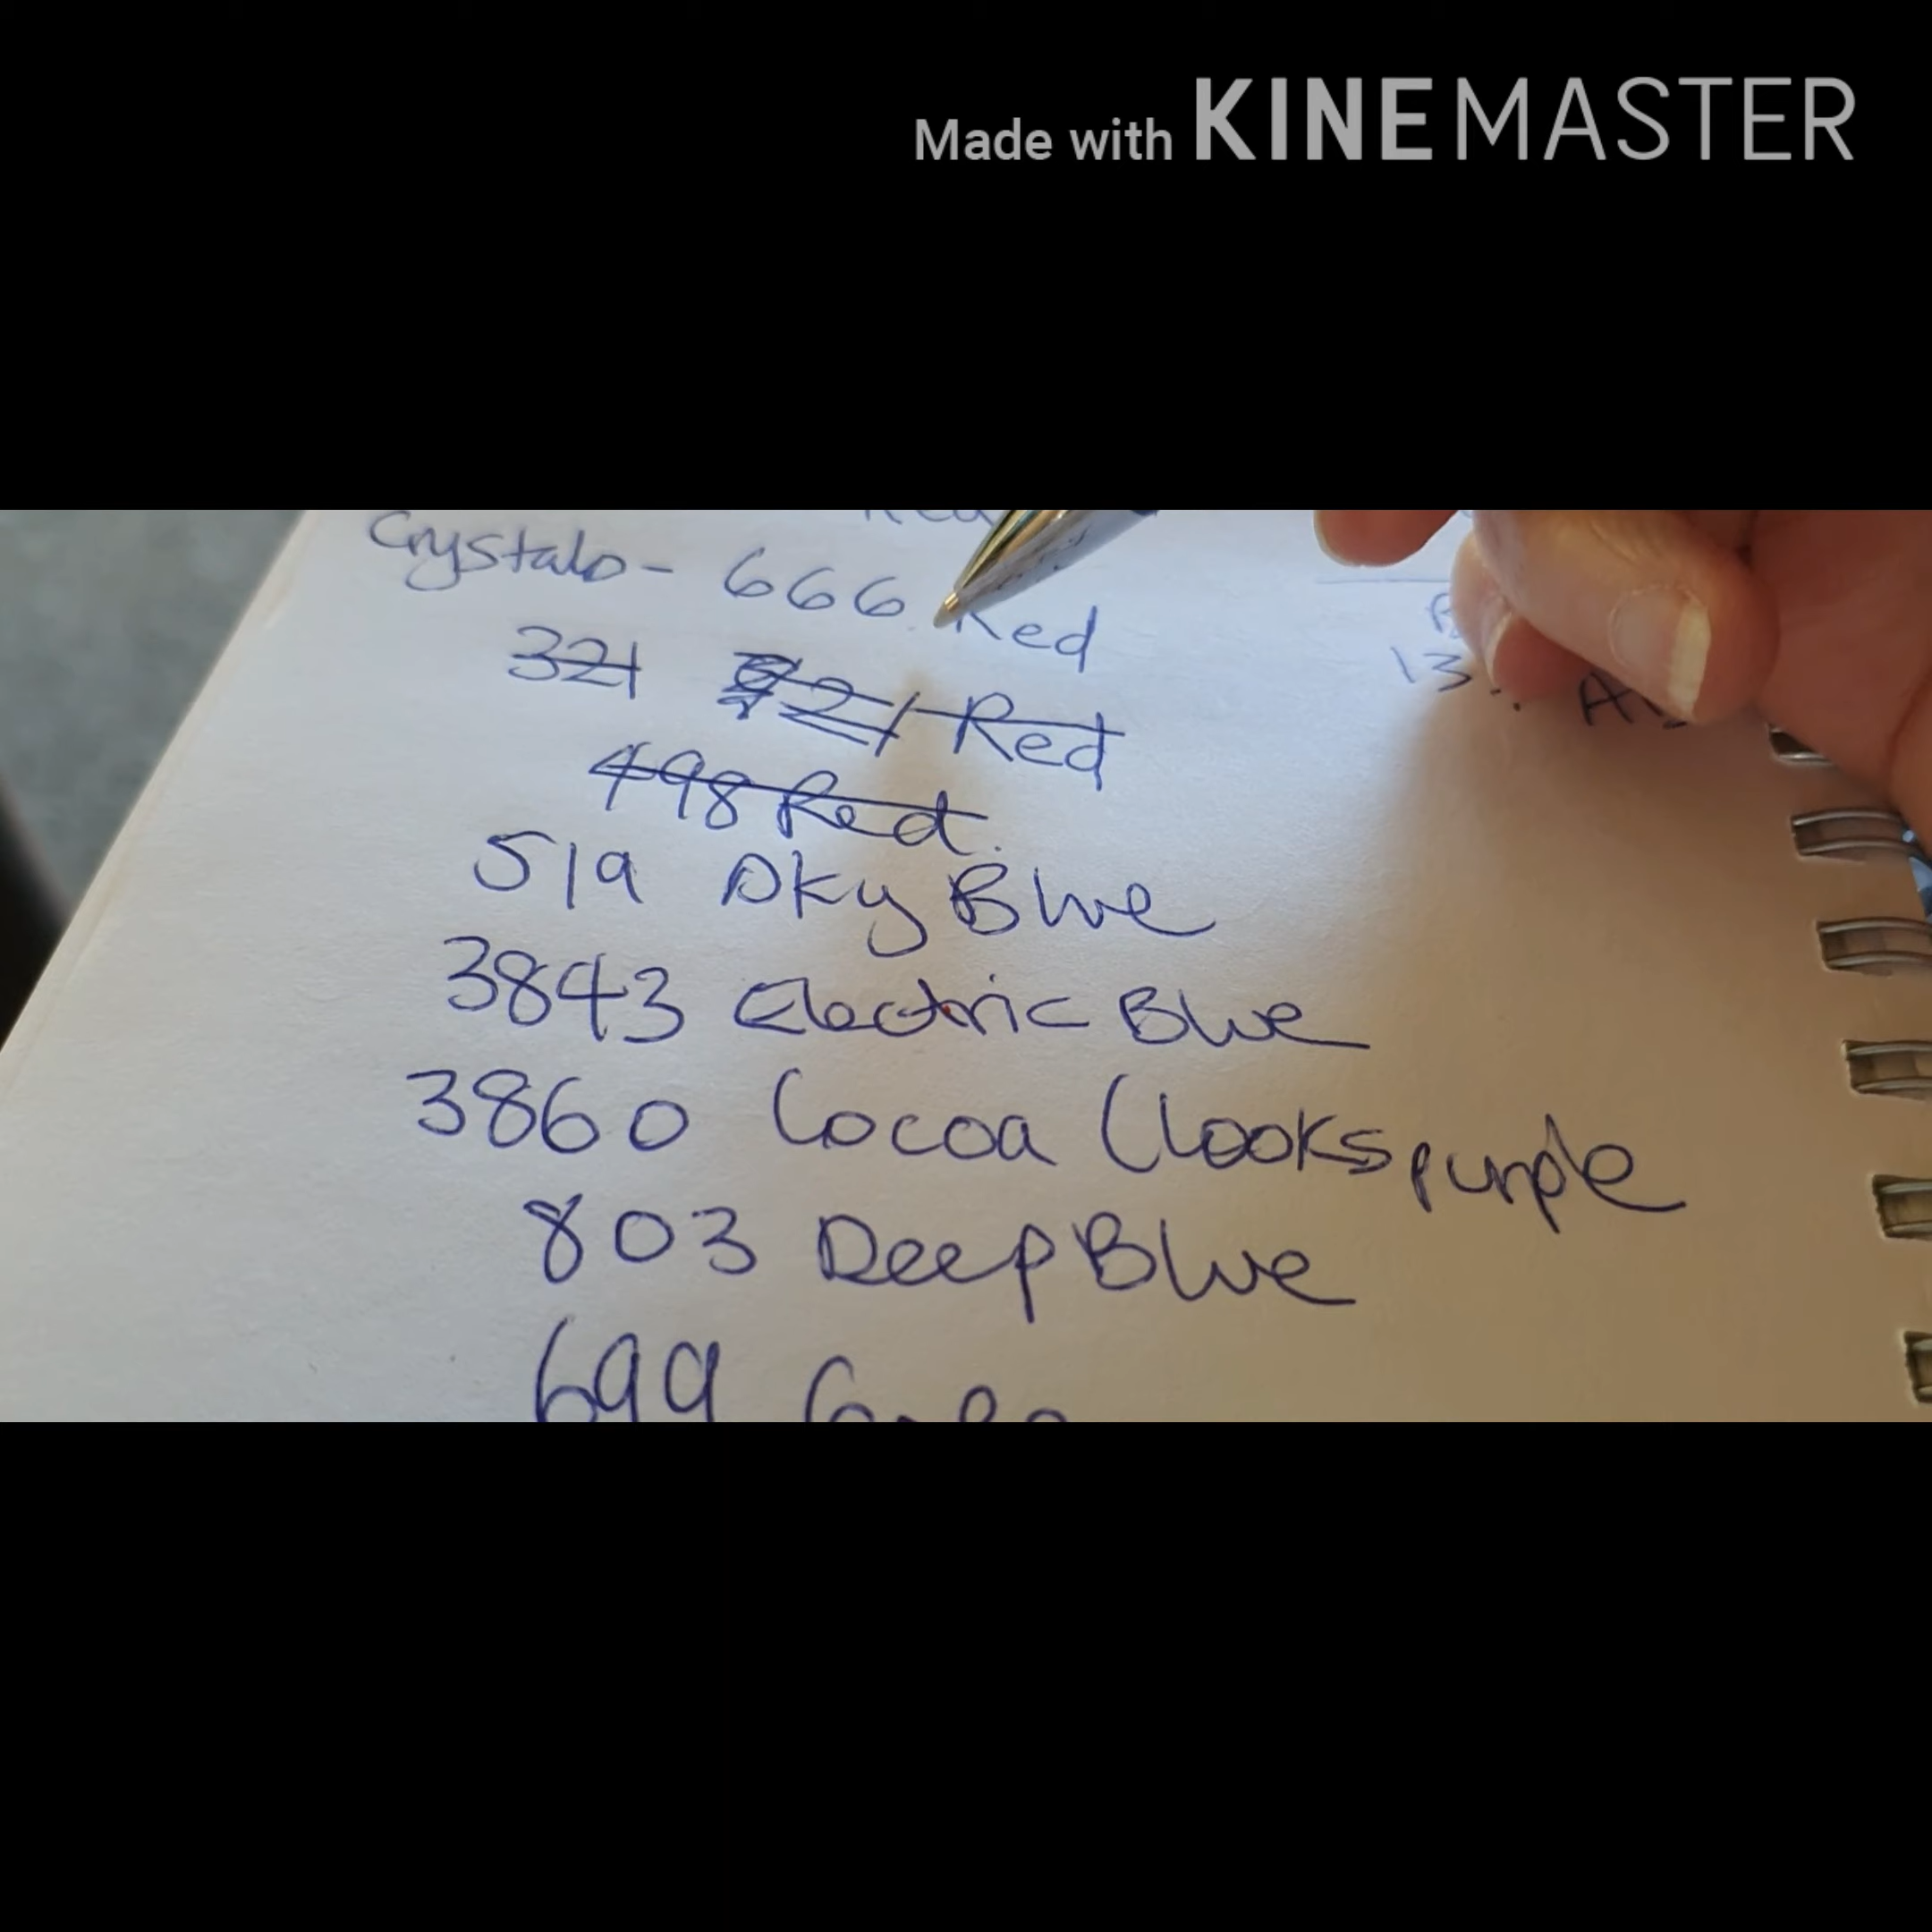 Made with KINEMASTER
Crystals - 666. Red
321 321 Red
498 Red.
519 Sky Blue
3843 Electric Blue
3860 Cocoa (looks purple
803 Deep Blue
699
13.